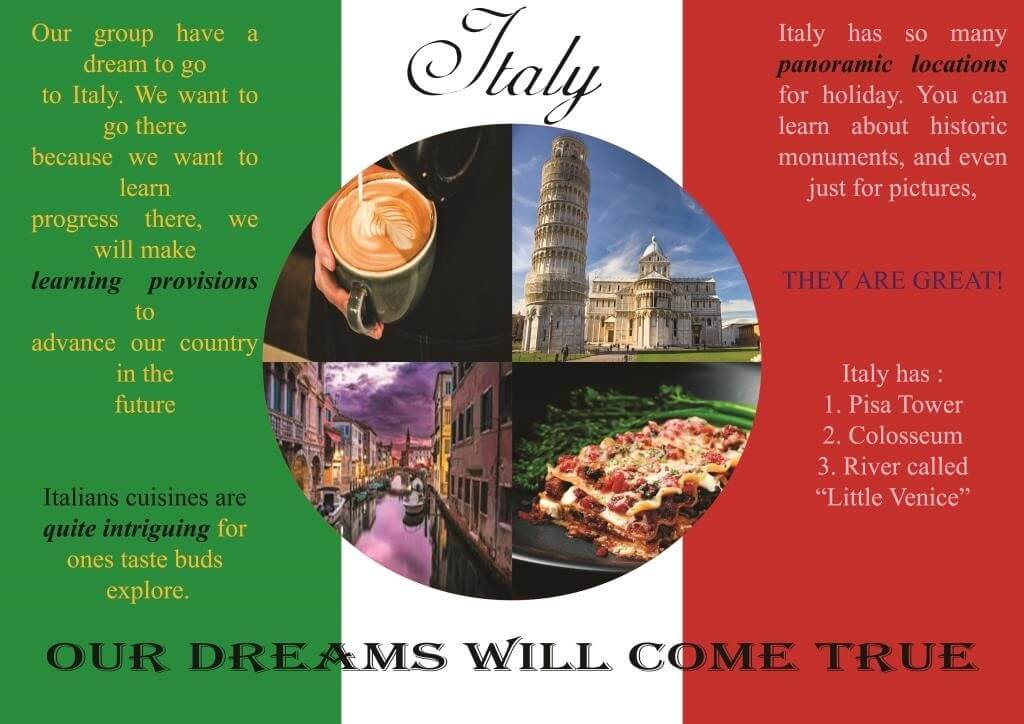 Italy
Our group have a
dream to go
to Italy. We want to
go there
because we want to
learn
progress there, we
will make
learning provisions
to
advance our country
in the
future
Italians cuisines are
quite intriguing for
ones taste buds
explore.
Italy has so many
panoramic locations
for holiday. You can
learn about historic
monuments, and even
just for pictures,
THEY ARE GREAT!
Italy has :
1. Pisa Tower
2. Colosseum
3. River called
“Little Venice”
OUR DREAMS WILL COME TRUE